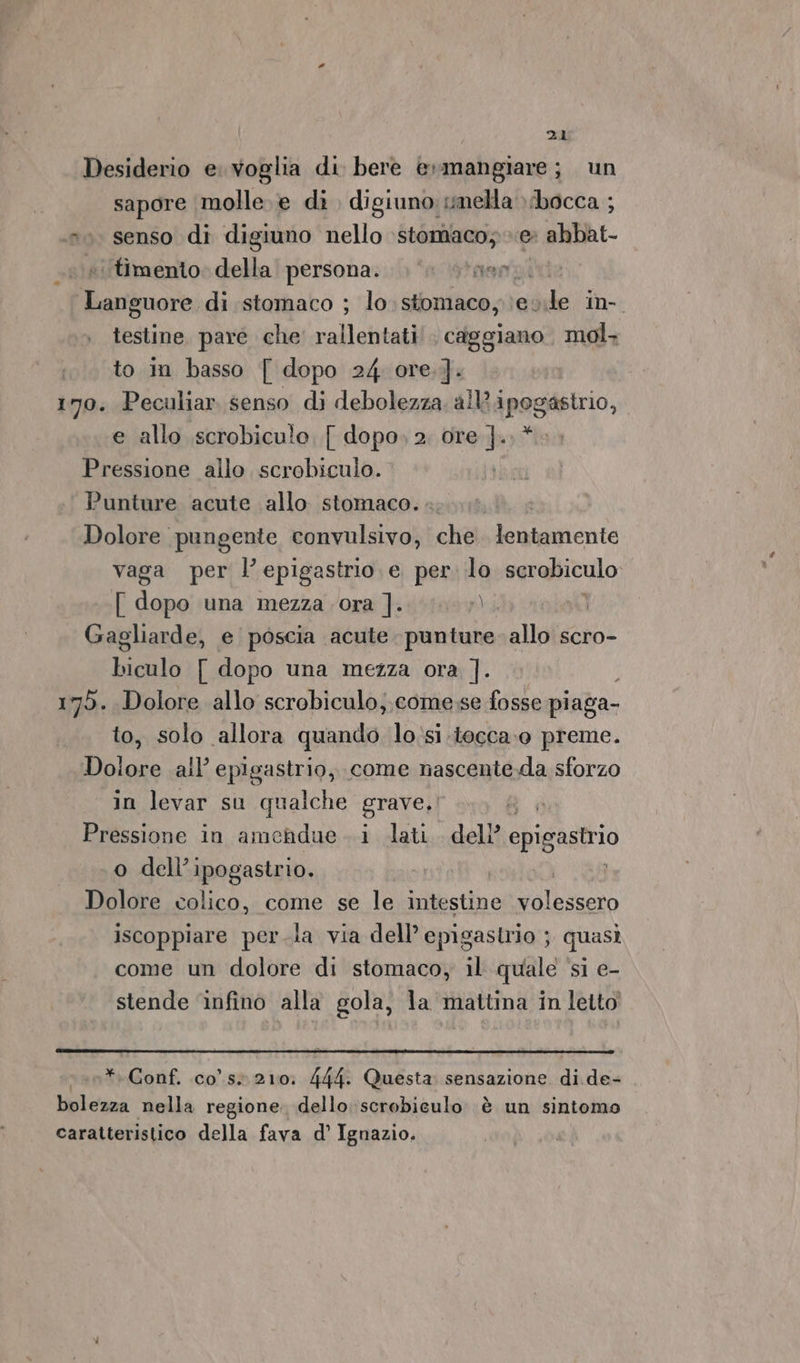 21
Desiderio e voglia di bere e mangiare ; un
sapore molle e di digiuno nella bocca ;
senso di digiuno nello stomaco, e abbat-
timento della persona.
Languore di stomaco ; lo stomaco, e le in-
testine pare che rallentati caggiano mol-
to in basso [ dopo 24 ore ].
170. Peculiar senso di debolezza all’ ipogastrio,
e allo scrobiculo [ dopo 2 ore ]. *
Pressione allo scrobiculo.
Punture acute allo stomaco.
Dolore pungente convulsivo, che lentamente
vaga per l’ epigastrio e per lo scrobiculo
[ dopo una mezza ora ].
Gagliarde, e poscia acute punture allo scro-
biculo [ dopo una mezza ora ].
175. Dolore allo scrobiculo, come se fosse piaga-
to, solo allora quando lo si tocca o preme.
Dolore all’ epigastrio, come nascente da sforzo
in levar su qualche grave.
Pressione in amendue i lati dell’ epigastrio
o dell’ ipogastrio.
Dolore colico, come se le intestine volessero
iscoppiare per la via dell’ epigastrio ; quasi
come un dolore di stomaco, il quale si e-
stende infino alla gola, la mattina in letto
* Conf. co’ s. 210. 444. Questa sensazione di de-
bolezza nella regione dello scrobiculo è un sintomo
caratteristico della fava d’ Ignazio.